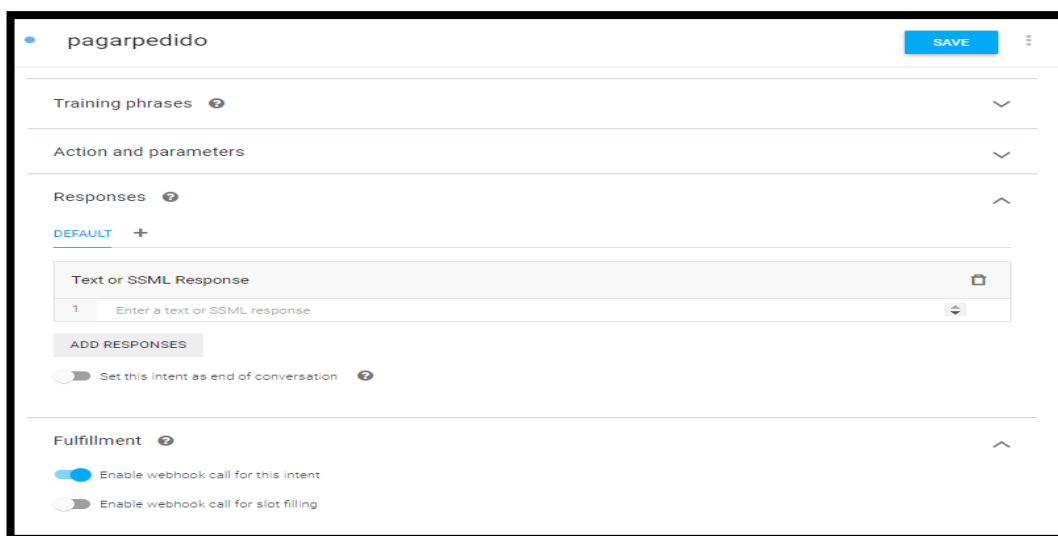 pagarpedido
SAVE
Training phrases
Action and parameters
Responses
DEFAULT +
Text or SSML Response
1 Enter a text or SSML response
ADD RESPONSES
Set this intent as end of conversation
Fulfillment
Enable webhook call for this intent
Enable webhook call for slot filling